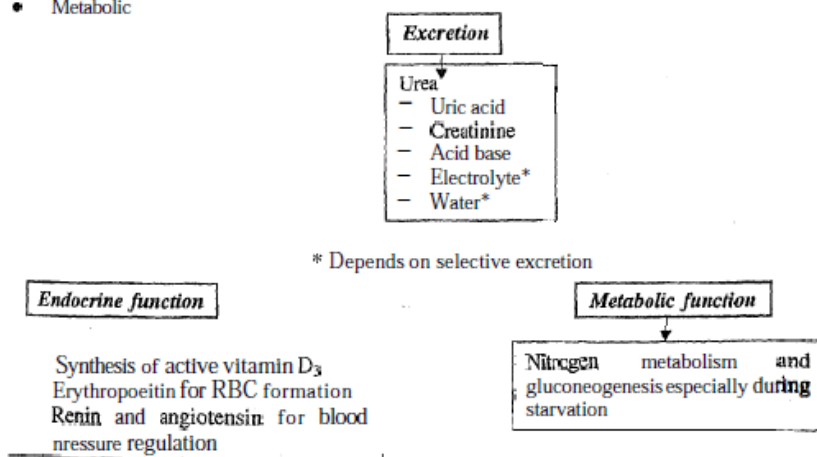 • Metabolic
Excretion
Urea
– Uric acid
– Creatinine
– Acid base
– Electrolyte*
– Water*
* Depends on selective excretion
Endocrine function
Synthesis of active vitamin D3
Erythropoeitin for RBC formation
Renin and angiotensin for blood
nressure regulation
Metabolic function
Nitrogen metabolism and
gluconeogenesis especially during
starvation